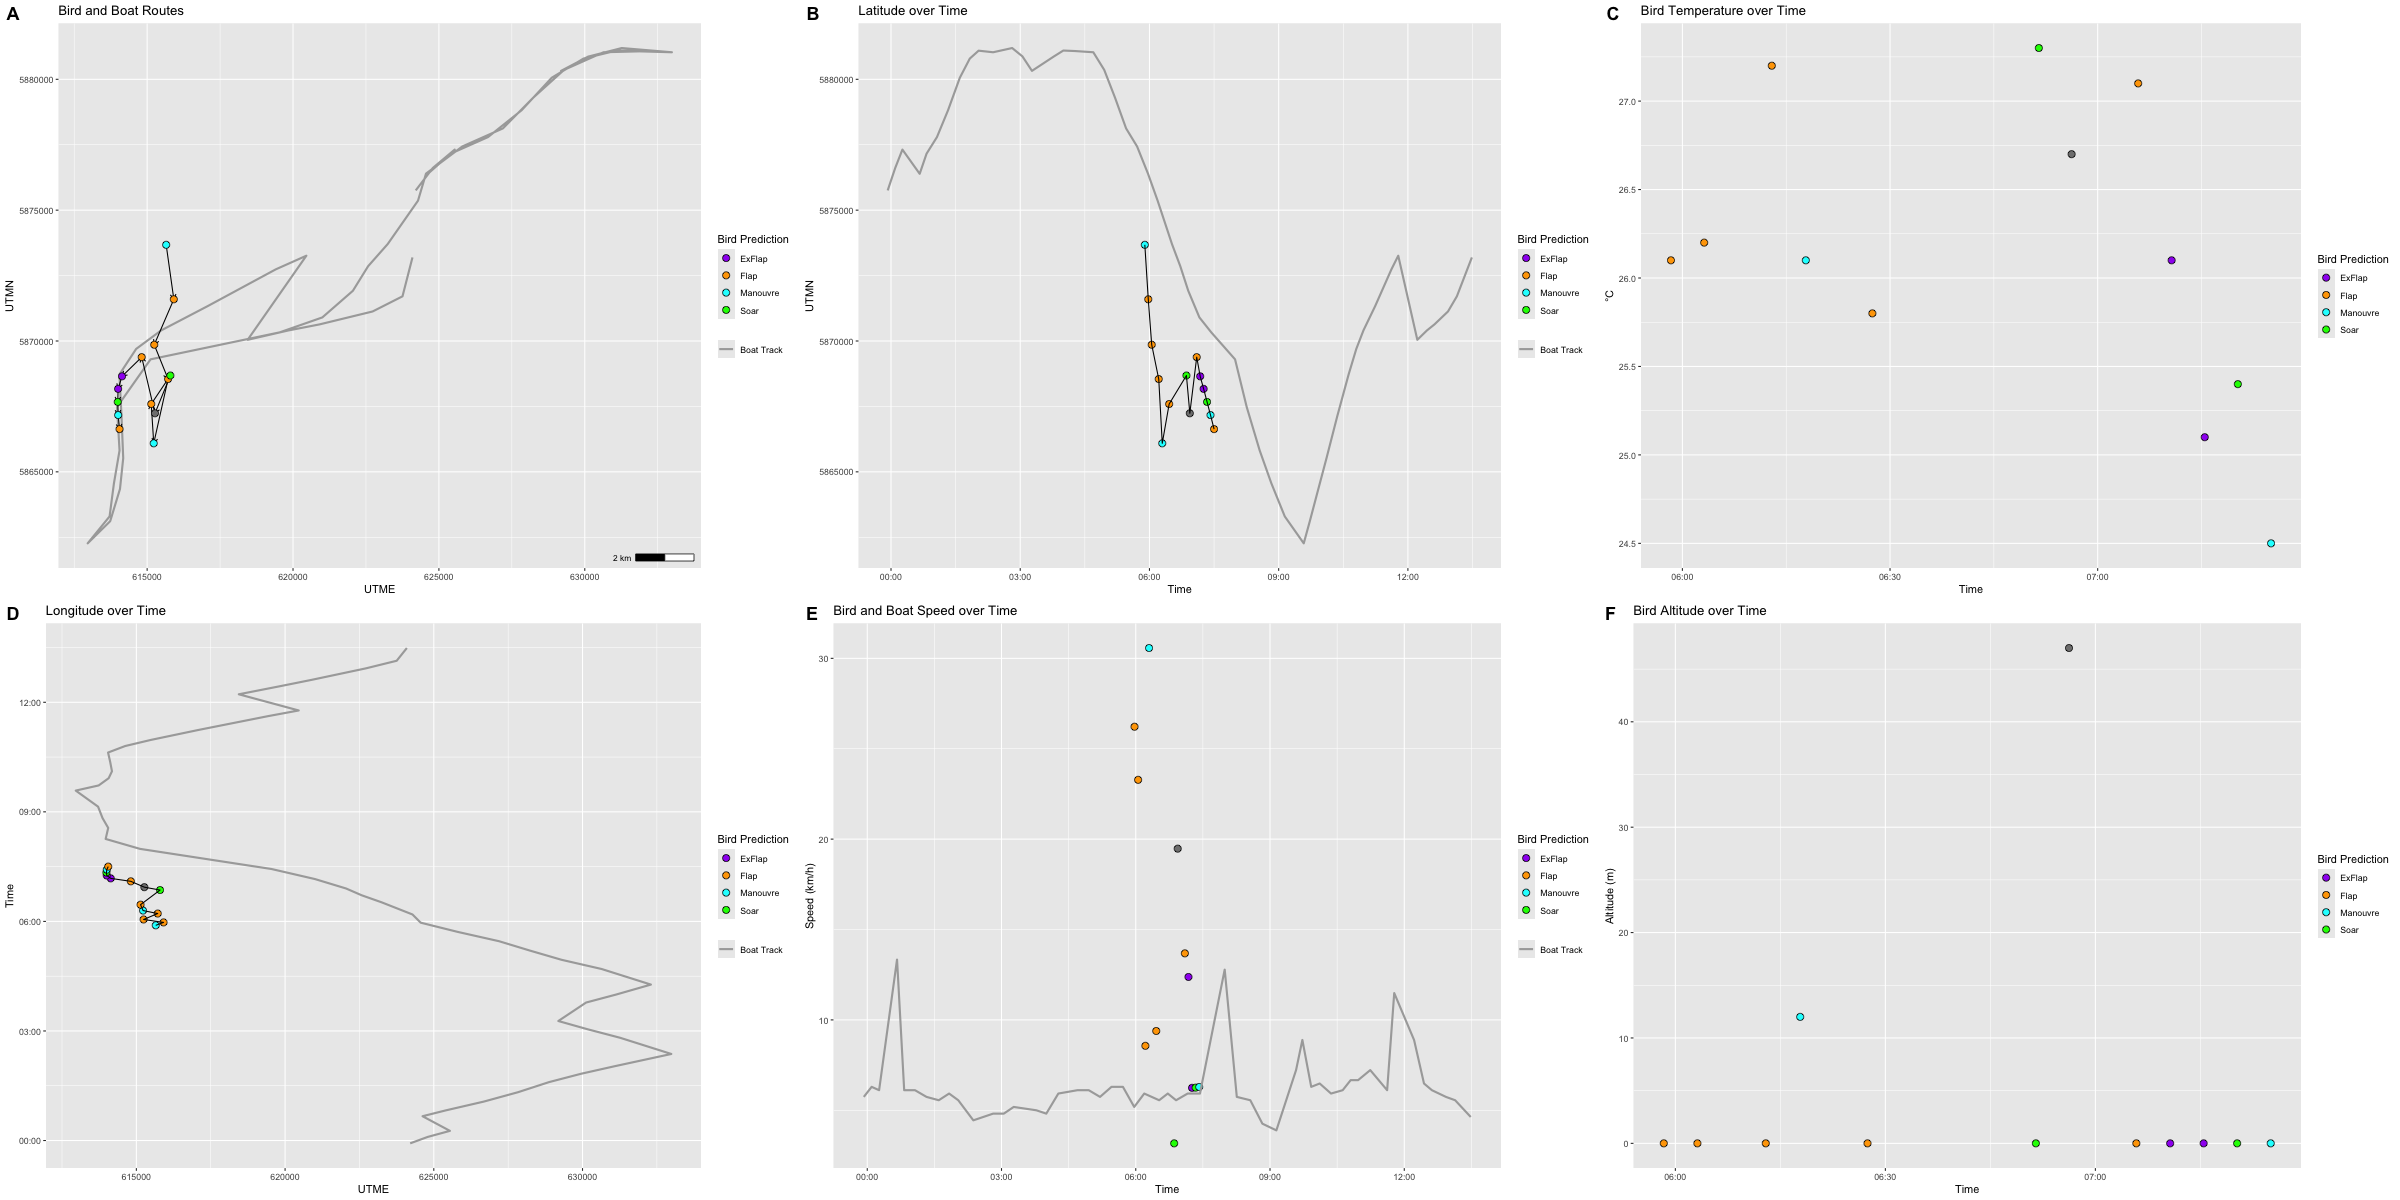 A
Bird and Boat Routes
UTMN
5880000
5875000
5870000
5865000
615000
620000
625000
630000
UTME
2 km
Bird Prediction
ExFlap
Flap
Manouvre
Soar
Boat Track
B
Latitude over Time
UTMN
5880000
5875000
5870000
5865000
00:00
03:00
06:00
09:00
12:00
Time
Bird Prediction
ExFlap
Flap
Manouvre
Soar
Boat Track
C
Bird Temperature over Time
°C
27.0
26.5
26.0
25.5
25.0
24.5
06:00
06:30
07:00
Time
Bird Prediction
ExFlap
Flap
Manouvre
Soar
D
Longitude over Time
Time
12:00
09:00
06:00
03:00
00:00
615000
620000
625000
630000
UTME
Bird Prediction
ExFlap
Flap
Manouvre
Soar
Boat Track
E
Bird and Boat Speed over Time
Speed (km/h)
30
20
10
00:00
03:00
06:00
09:00
12:00
Time
Bird Prediction
ExFlap
Flap
Manouvre
Soar
Boat Track
F
Bird Altitude over Time
Altitude (m)
40
30
20
10
0
06:00
06:30
07:00
Time
Bird Prediction
ExFlap
Flap
Manouvre
Soar